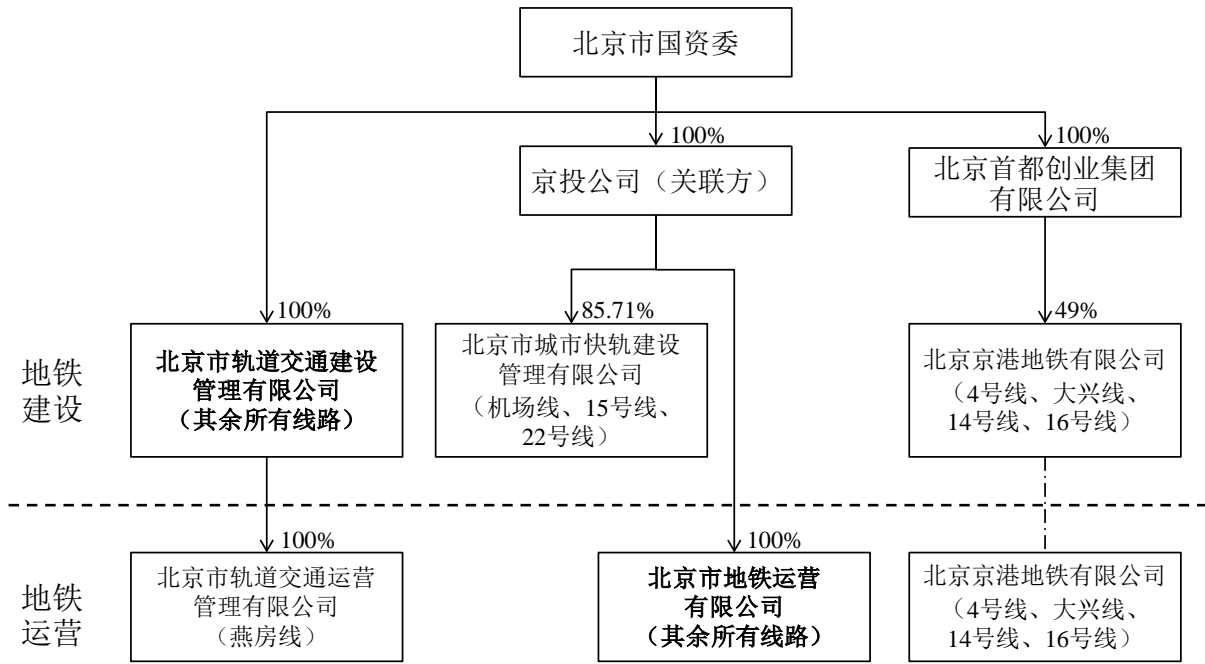 北京市国资委
100%
100%
京投公司（关联方）
北京首都创业集团
有限公司
100%
85.71%
49%
地铁
建设
北京市轨道交通建设
管理有限公司
（其余所有线路）
北京市城市快轨建设
管理有限公司
（机场线、15号线、
22号线）
北京京港地铁有限公司
（4号线、大兴线、
14号线、16号线）
100%
100%
地铁
运营
北京市轨道交通运营
管理有限公司
（燕房线）
北京市地铁运营
有限公司
（其余所有线路）
北京京港地铁有限公司
（4号线、大兴线、
14号线、16号线）